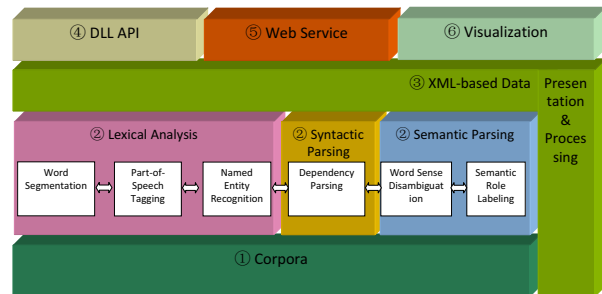 ④ DLL API
⑤ Web Service
⑥ Visualization
③ XML-based Data
Presen
tation
&
Proces
sing
② Lexical Analysis
② Syntactic
Parsing
② Semantic Parsing
Word
Segmentation
Part-of-
Speech
Tagging
Named
Entity
Recognition
Dependency
Parsing
Word Sense
Disambiguat
ion
Semantic
Role
Labeling
① Corpora